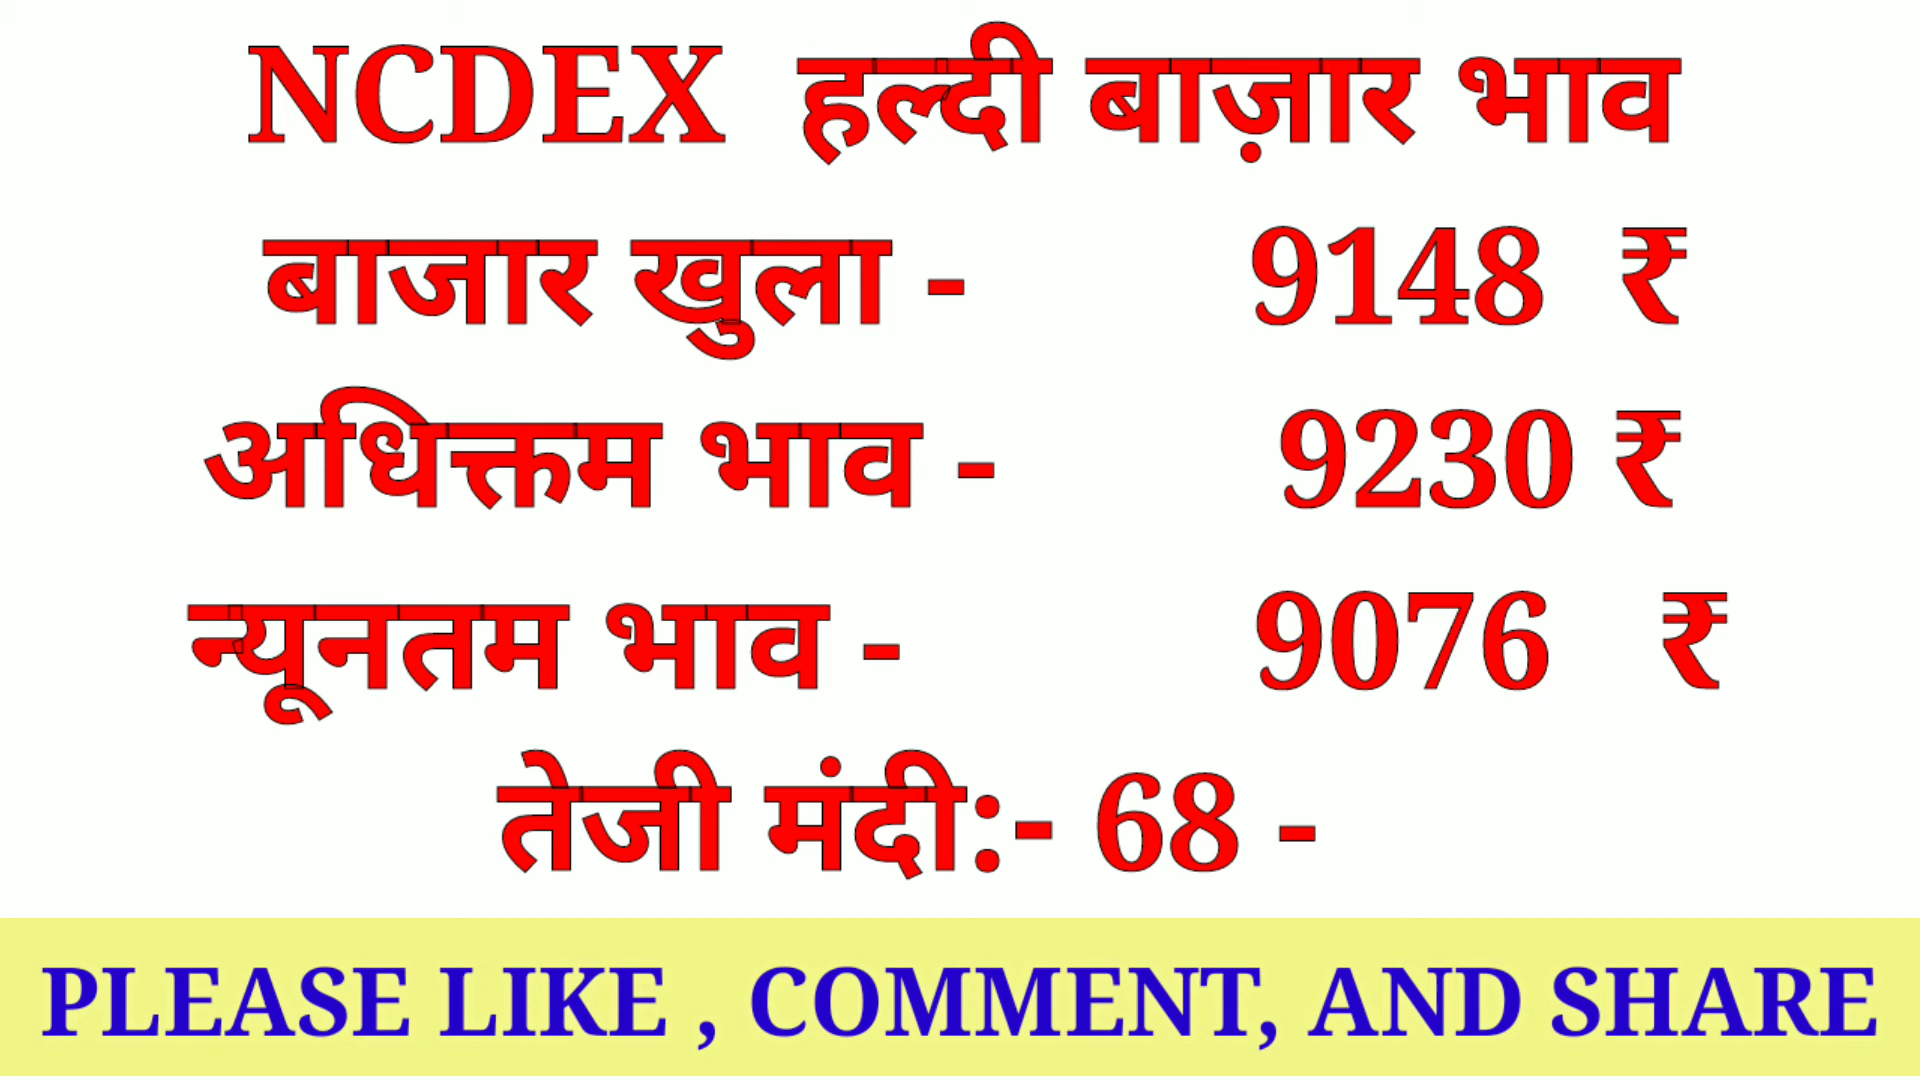 NCDEX हल्दी बाज़ार भाव
बाजार खुला - 9148 ₹
अधिक्तम भाव - 9230 ₹
न्यूनतम भाव - 9076 ₹
तेजी मंदी:- 68 -
PLEASE LIKE , COMMENT, AND SHARE